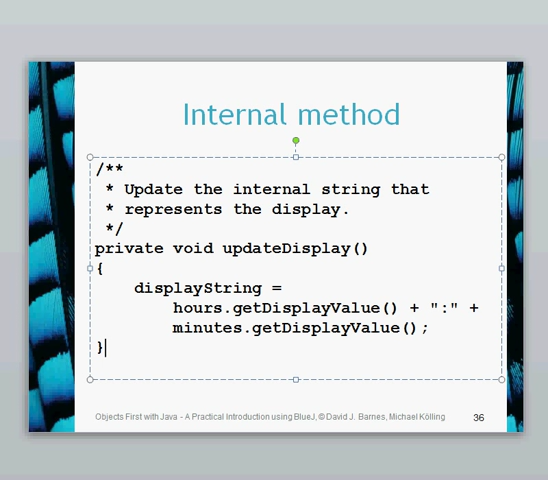 Internal method
/**
 * Update the internal string that
 * represents the display.
 */
private void updateDisplay()
{
    displayString =
        hours.getDisplayValue() + ":" +
        minutes.getDisplayValue();
}
Objects First with Java - A Practical Introduction using BlueJ, © David J. Barnes, Michael Kölling
36